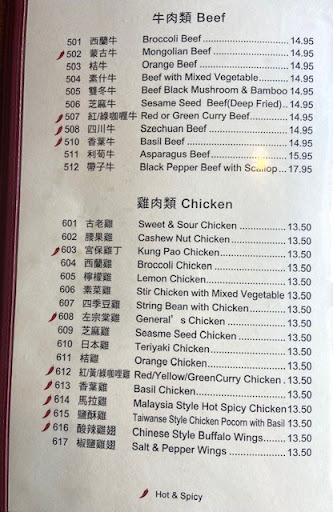 牛肉類 Beef
501 西蘭牛 Broccoli Beef 14.95
502 蒙古牛 Mongolian Beef 14.95
503 桔牛 Orange Beef 14.95
504 素什牛 Beef with Mixed Vegetable 14.95
505 雙冬牛 Beef Black Mushroom & Bamboo 14.95
506 芝麻牛 Sesame Seed Beef(Deep Fried).. 14.95
507 紅/綠咖喱牛 Red or Green Curry Beef 14.95
508 四川牛 Szechuan Beef 14.95
510 香葉牛 Basil Beef 14.95
511 利荀牛 Asparagus Beef 15.95
512 帶子牛 Black Pepper Beef with Scallop... 17.95
雞肉類 Chicken
601 古老雞 Sweet & Sour Chicken 13.50
602 腰果雞 Cashew Nut Chicken 13.50
603 宮保雞丁 Kung Pao Chicken 13.50
604 西蘭雞 Broccoli Chicken 13.50
605 檸檬雞 Lemon Chicken 13.50
606 素菜雞 Stir Chicken with Mixed Vegetable 13.50
607 四季豆雞 String Bean with Chicken 13.50
608 左宗棠雞 General's Chicken 13.50
609 芝麻雞 Seasme Seed Chicken 13.50
610 日本雞 Teriyaki Chicken 13.50
611 桔雞 Orange Chicken 13.50
612 紅/黃/綠咖喱雞 Red/Yellow/GreenCurry Chicken . 13.50
613 香葉雞 Basil Chicken 13.50
614 馬拉雞 Malaysia Style Hot Spicy Chicken 13.50
615 鹽酥雞 Taiwanse Style Chicken Pocorn with Basil 13.50
616 酸辣雞翅 Chinese Style Buffalo Wings 13.50
617 椒鹽雞翅 Salt & Pepper Wings 13.50
Hot & Spicy